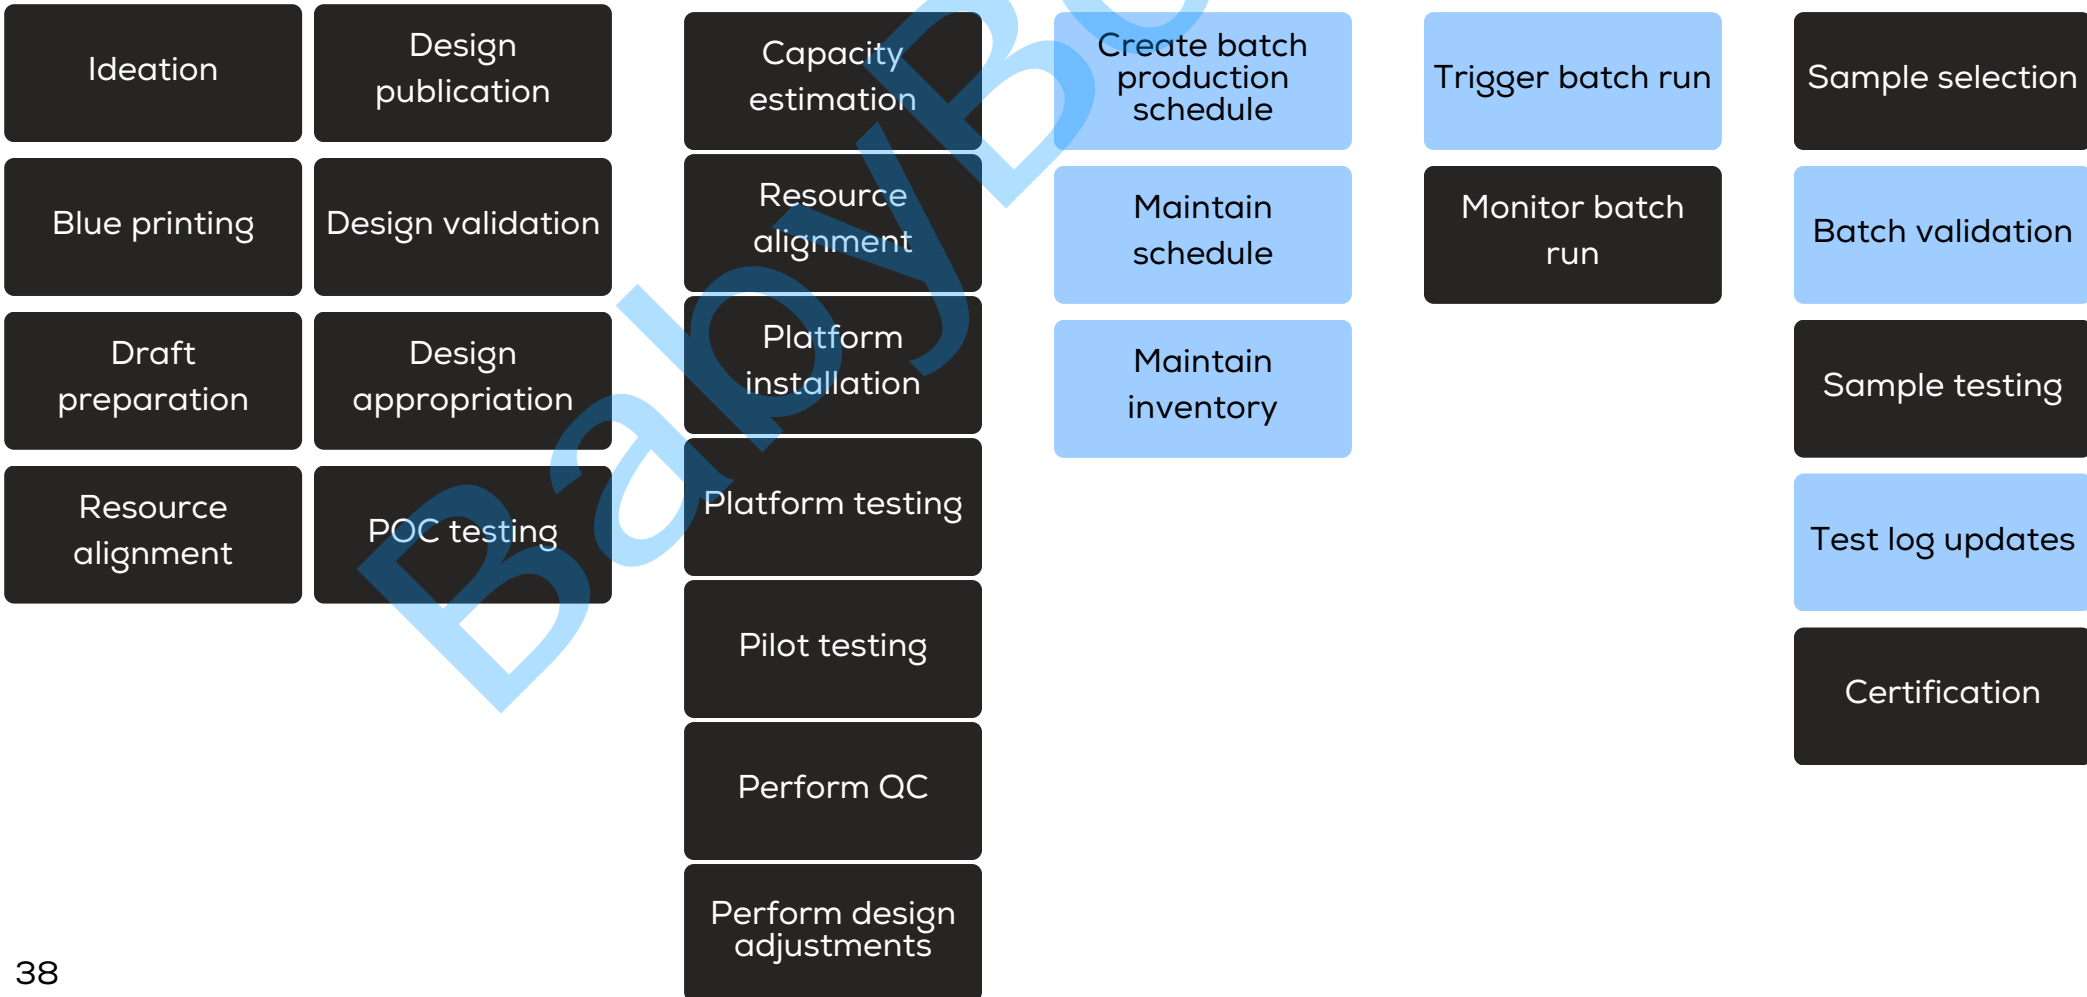 Ideation
Blue printing
Draft
preparation
Resource
alignment
Design
publication
Design validation
Design
appropriation
POC testing
Capacity
estimation
Resource
alignment
Platform
installation
Platform testing
Pilot testing
Perform QC
Perform design
adjustments
Create batch
production
schedule
Maintain
schedule
Maintain
inventory
Trigger batch run
Monitor batch
run
Sample selection
Batch validation
Sample testing
Test log updates
Certification
38